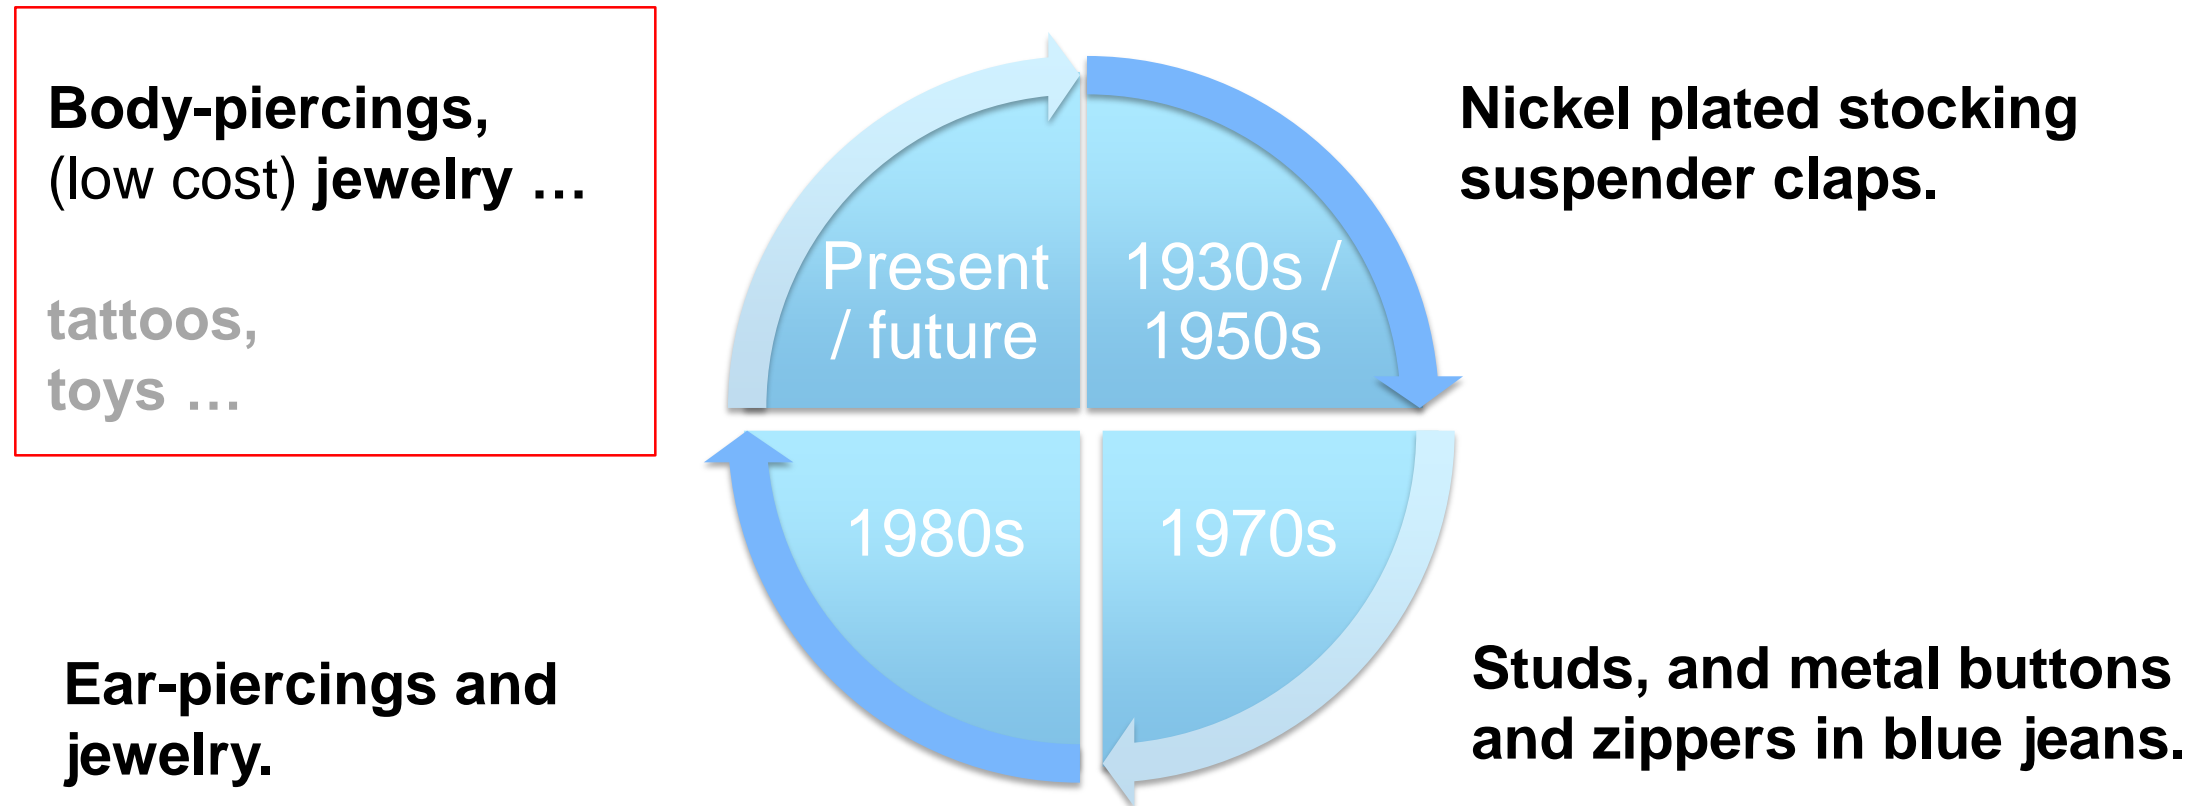 Body-piercings,
(low cost) jewelry …
tattoos,
toys …
Present
/ future
1930s /
1950s
Nickel plated stocking
suspender claps.
1980s
1970s
Ear-piercings and
jewelry.
Studs, and metal buttons
and zippers in blue jeans.